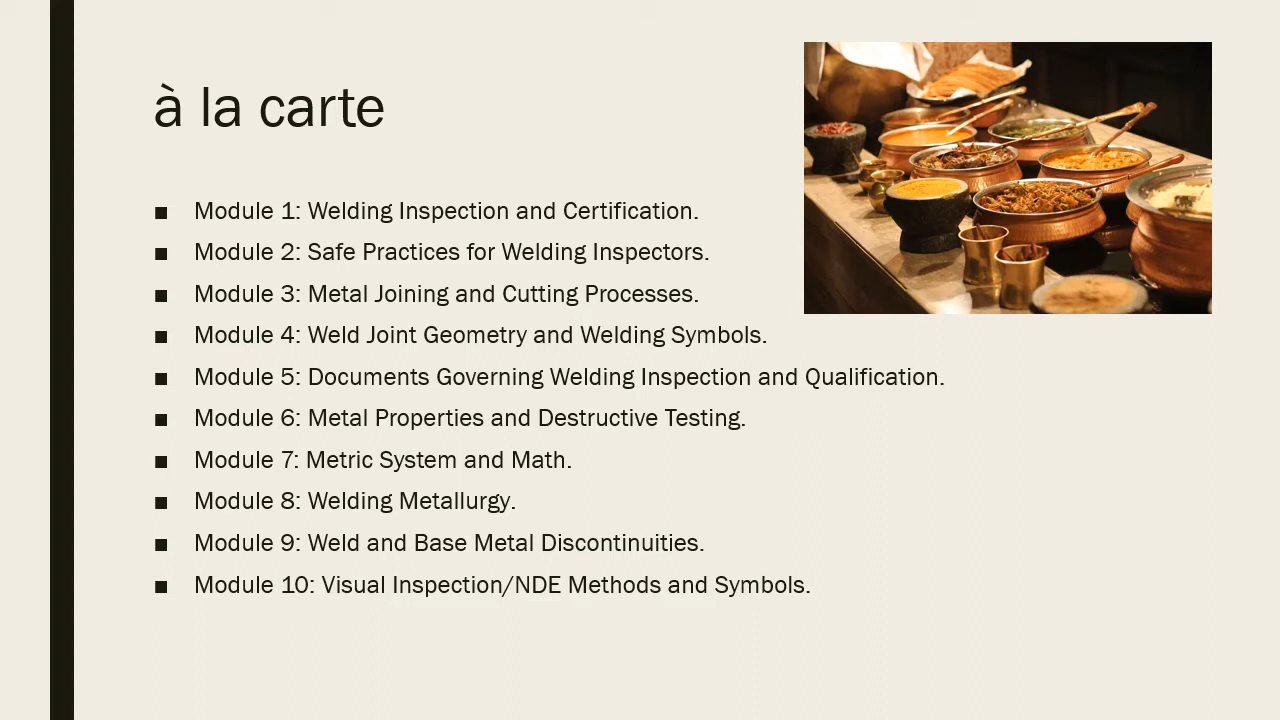 à la carte
■ Module 1: Welding Inspection and Certification.
■ Module 2: Safe Practices for Welding Inspectors.
■ Module 3: Metal Joining and Cutting Processes.
■ Module 4: Weld Joint Geometry and Welding Symbols.
■ Module 5: Documents Governing Welding Inspection and Qualification.
■ Module 6: Metal Properties and Destructive Testing.
■ Module 7: Metric System and Math.
■ Module 8: Welding Metallurgy.
■ Module 9: Weld and Base Metal Discontinuities.
■ Module 10: Visual Inspection/NDE Methods and Symbols.